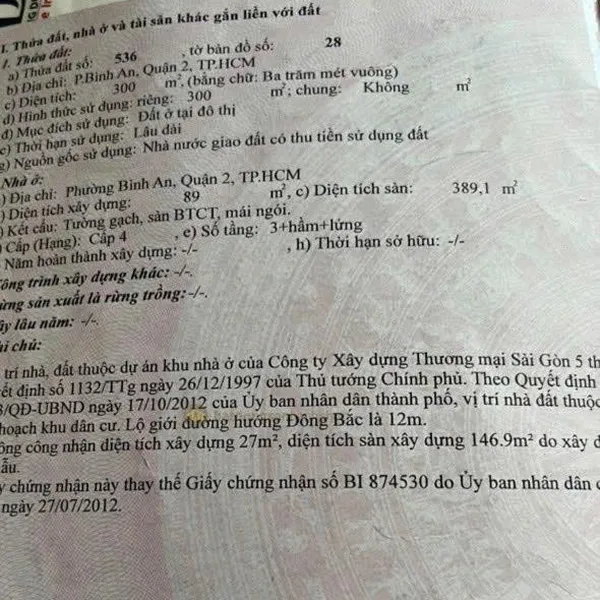 I. Thửa đất, nhà ở và tài sản khác gắn liền với đất
1. Thửa đất:
a) Thửa đất số: 536 , tờ bản đồ số: 28
b) Địa chỉ: P.Bình An, Quận 2, TP.HCM
c) Diện tích: 300 m², (bằng chữ: Ba trăm mét vuông)
d) Hình thức sử dụng: riêng: 300 m²; chung: Không m²
đ) Mục đích sử dụng: Đất ở tại đô thị
e) Thời hạn sử dụng: Lâu dài
g) Nguồn gốc sử dụng: Nhà nước giao đất có thu tiền sử dụng đất
Nhà ở:
) Địa chỉ: Phường Bình An, Quận 2, TP.HCM
) Diện tích xây dựng: 89 m², c) Diện tích sàn: 389,1 m²
) Kết cấu: Tường gạch, sàn BTCT, mái ngói.
) Cấp (Hạng): Cấp 4 , e) Số tầng: 3+hầm+lửng
Năm hoàn thành xây dựng: -/- , h) Thời hạn sở hữu: -/-
ông trình xây dựng khác: -/-.
ừng sản xuất là rừng trồng: -/-.
ây lâu năm: -/-.
i chú:
trí nhà, đất thuộc dự án khu nhà ở của Công ty Xây dựng Thương mại Sài Gòn 5 th
ết định số 1132/TTg ngày 26/12/1997 của Thủ tướng Chính phủ. Theo Quyết định
/QĐ-UBND ngày 17/10/2012 của Ủy ban nhân dân thành phố, vị trí nhà đất thuộc
hoạch khu dân cư. Lộ giới đường hướng Đông Bắc là 12m.
ông công nhận diện tích xây dựng 27m², diện tích sàn xây dựng 146.9m² do xây d
ẫu.
y chứng nhận này thay thế Giấy chứng nhận số BI 874530 do Ủy ban nhân dân
ngày 27/07/2012.